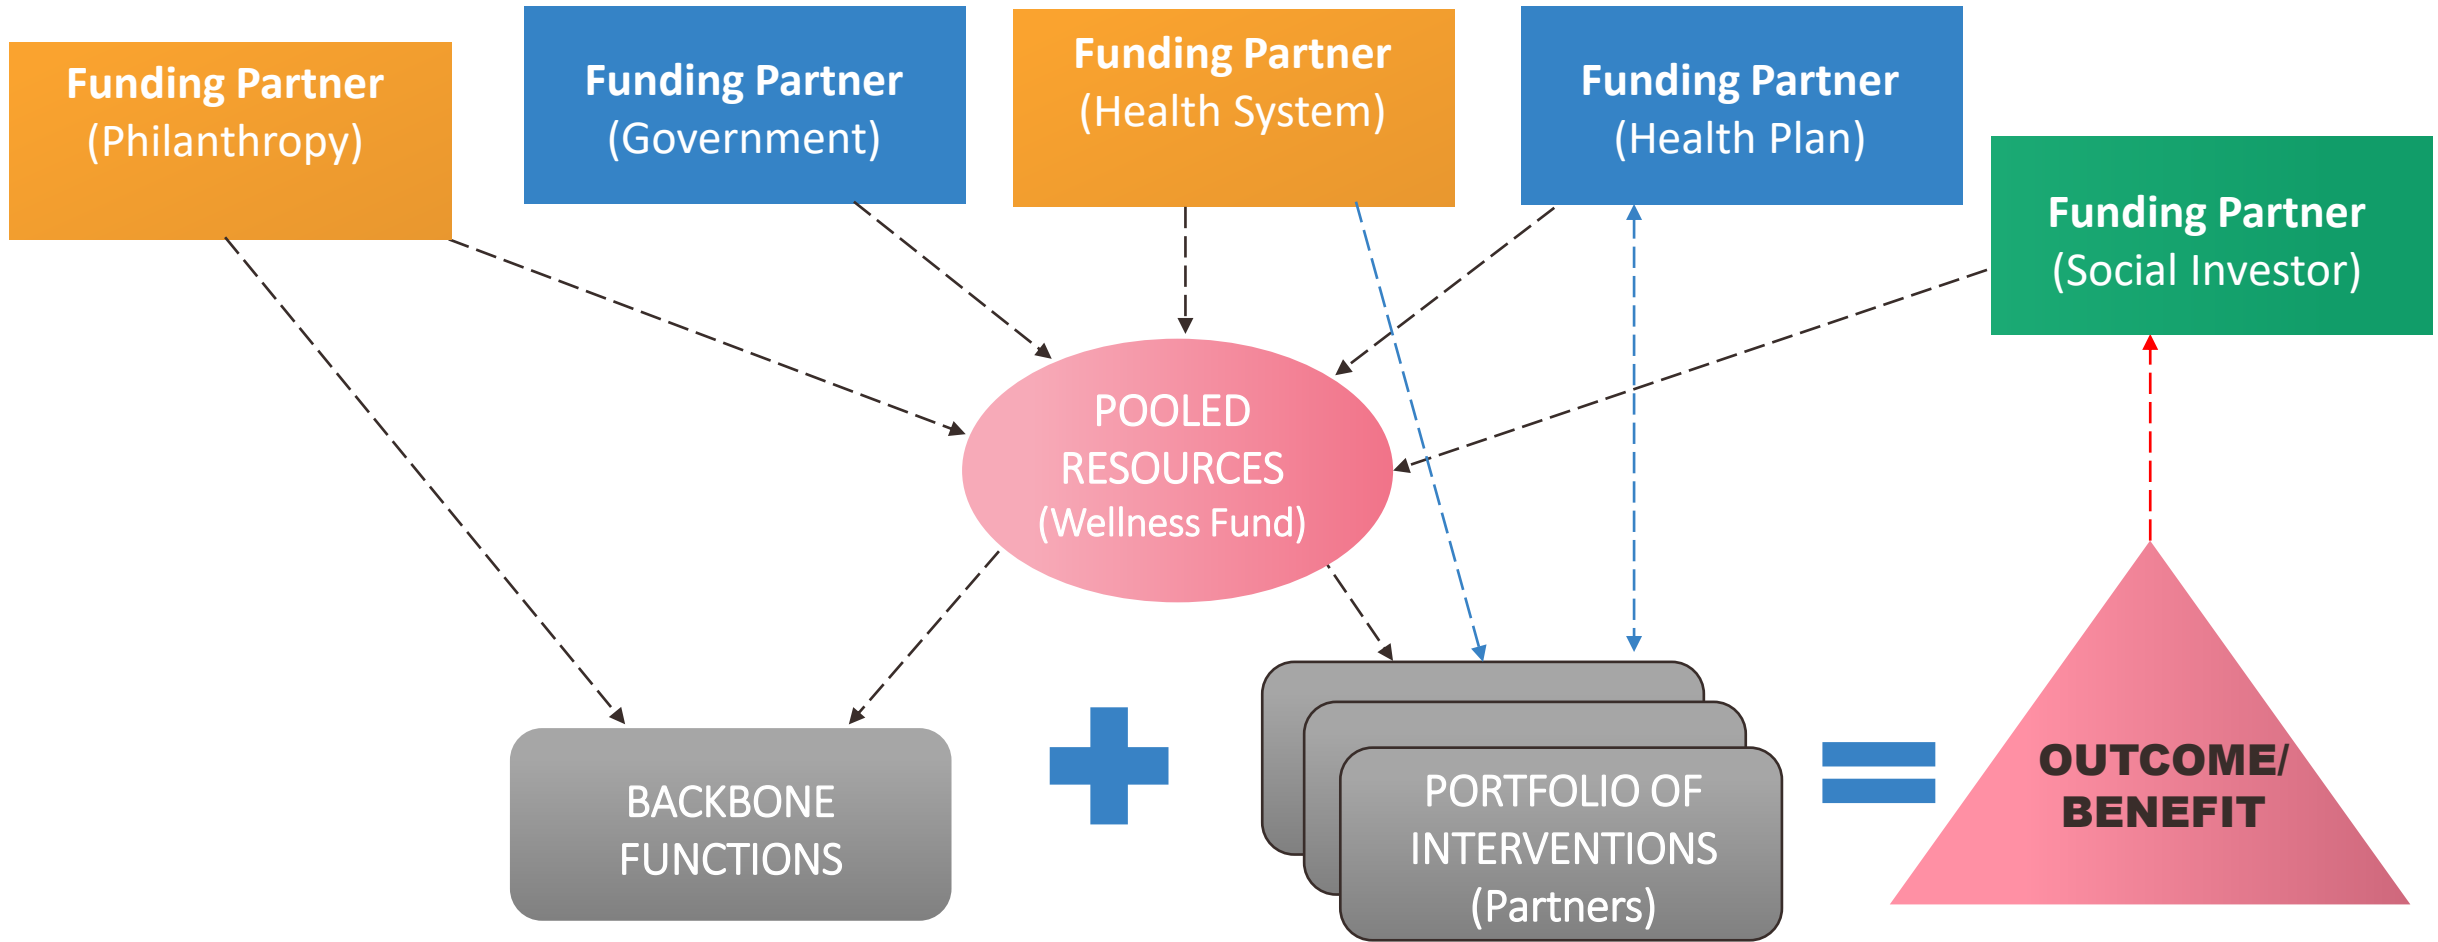 Funding Partner
(Philanthropy)
Funding Partner
(Government)
Funding Partner
(Health System)
Funding Partner
(Health Plan)
Funding Partner
(Social Investor)
POOLED
RESOURCES
(Wellness Fund)
BACKBONE
FUNCTIONS
PORTFOLIO OF
INTERVENTIONS
(Partners)
OUTCOME/
BENEFIT